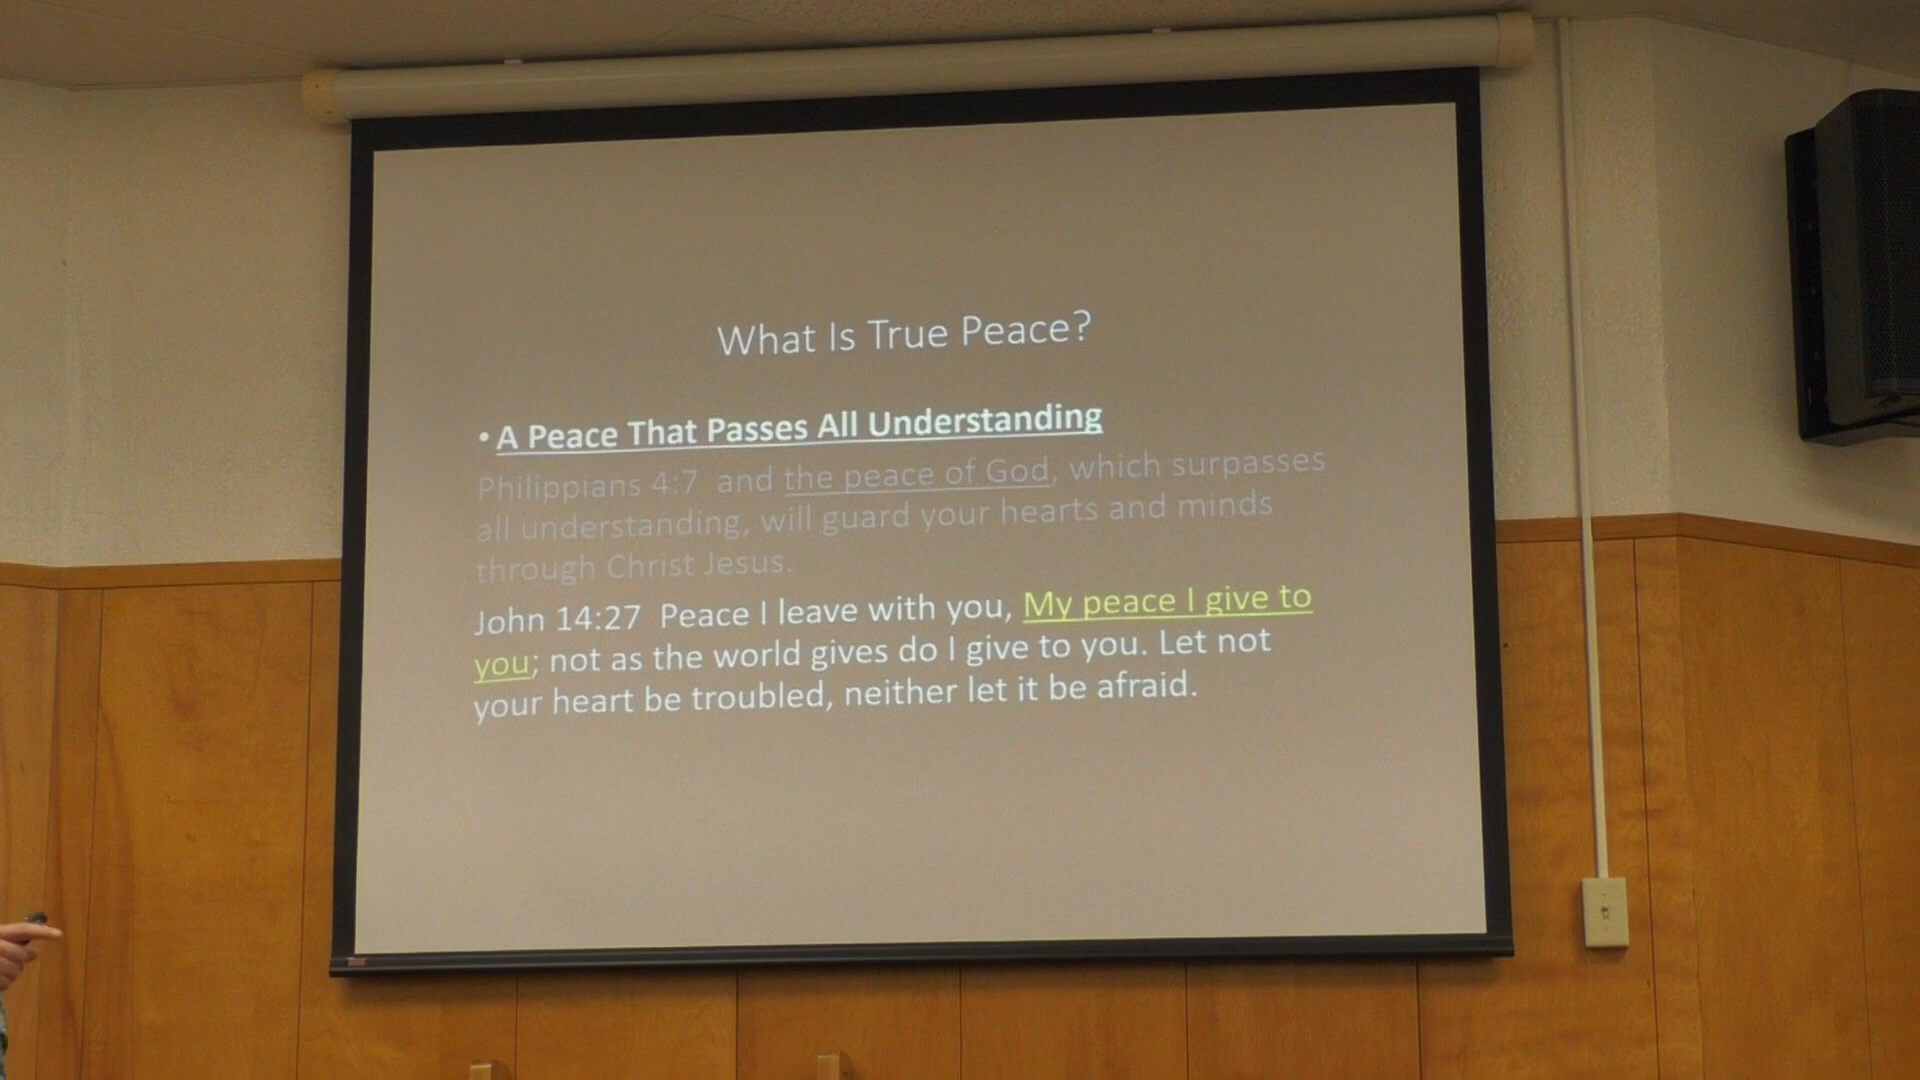 What Is True Peace?
• A Peace That Passes All Understanding
Philippians 4:7 and the peace of God, which surpasses
all understanding, will guard your hearts and minds
through Christ Jesus.
John 14:27 Peace I leave with you, My peace I give to
you; not as the world gives do I give to you. Let not
your heart be troubled, neither let it be afraid.